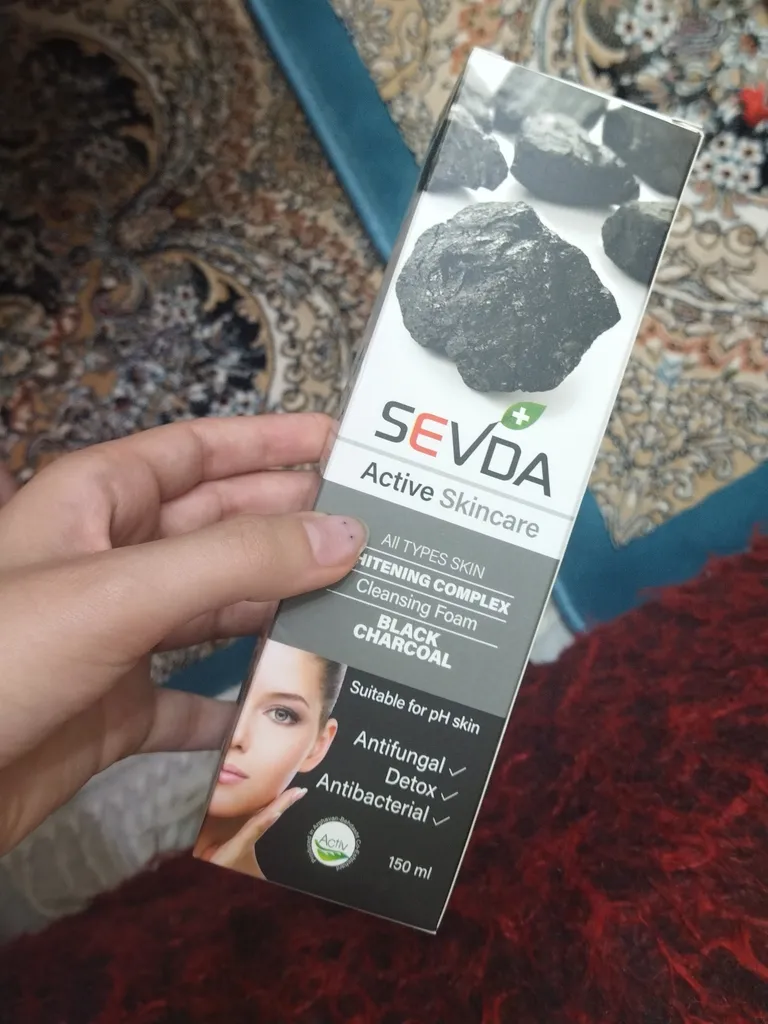 SEVDA
Active Skincare
All TYPES SKIN
HITENING COMPLEX
Cleansing Foam
BLACK
CHARCOAL
Suitable for pH skin
Antifungal
Detox
Antibacterial
Activ
150 ml